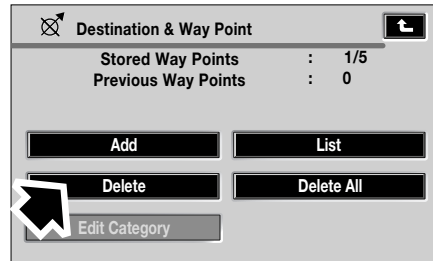 Destination & Way Point
Stored Way Points : 1/5
Previous Way Points : 0
Add List
Delete Delete All
Edit Category